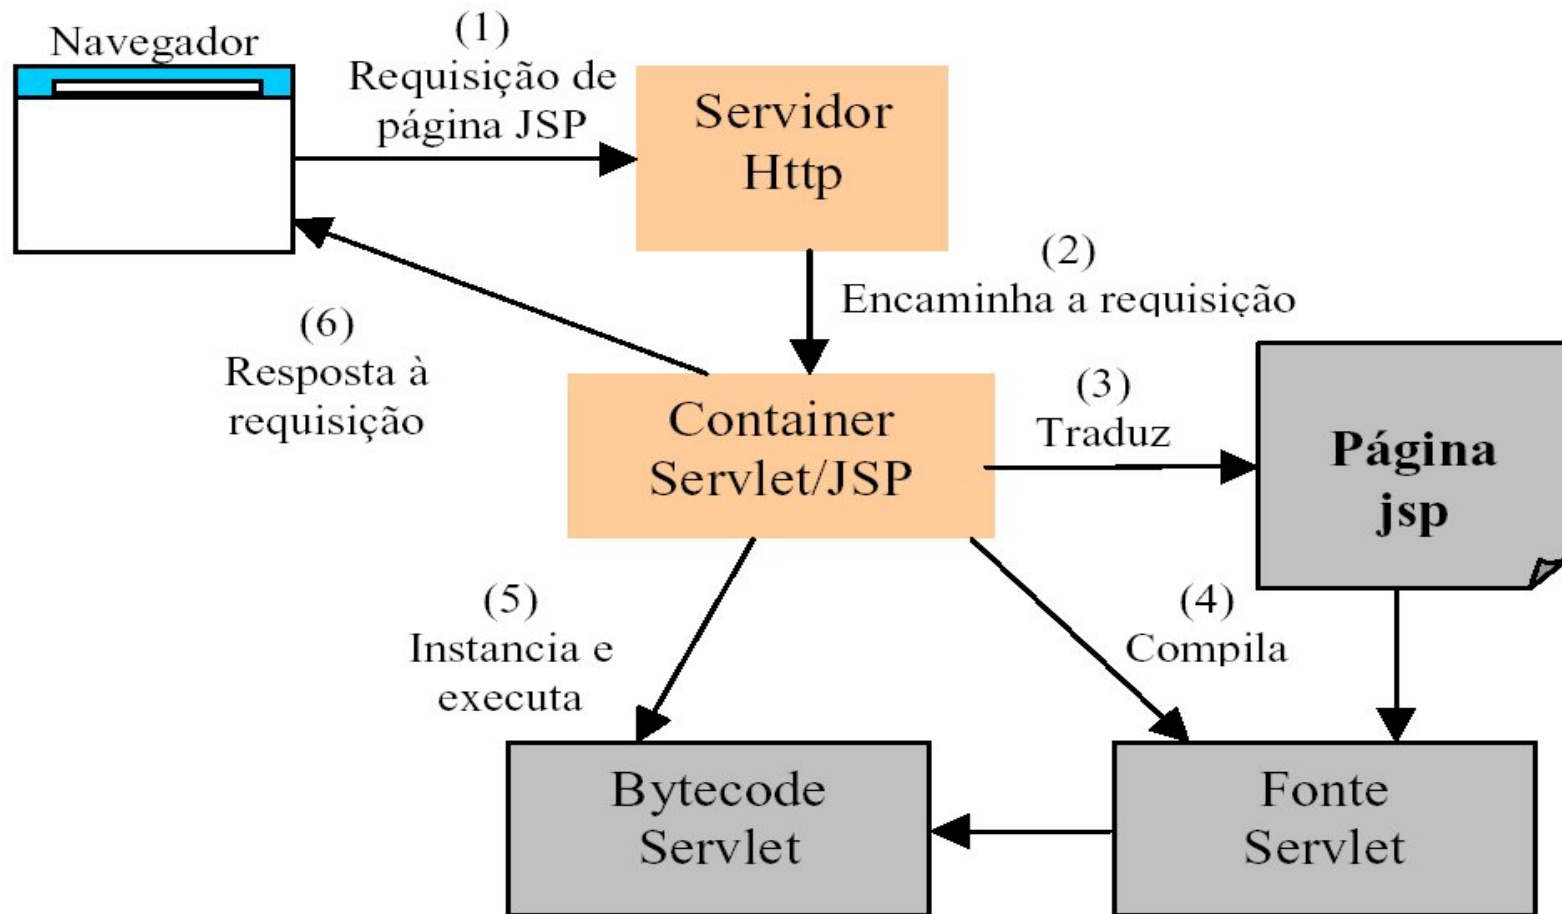 Navegador
(1)
Requisição de
página JSP
Servidor
Http
(2)
Encaminha a requisição
(6)
Resposta à
requisição
Container
Servlet/JSP
(3)
Traduz
Página
jsp
(5)
Instancia e
executa
(4)
Compila
Bytecode
Servlet
Fonte
Servlet